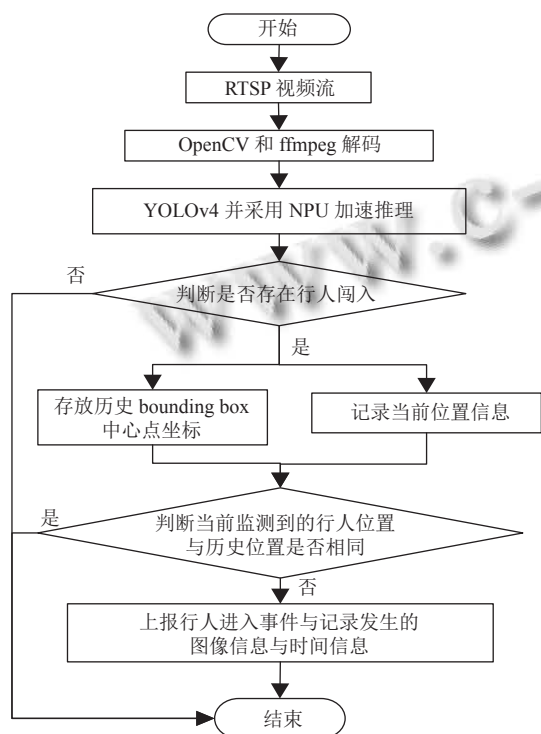 开始
RTSP 视频流
OpenCV 和 ffmpeg 解码
YOLOv4 并采用 NPU 加速推理
否
判断是否存在行人闯入
是
存放历史 bounding box
中心点坐标
记录当前位置信息
是
判断当前监测到的行人位置
与历史位置是否相同
否
上报行人进入事件与记录发生的
图像信息与时间信息
结束
www.c-